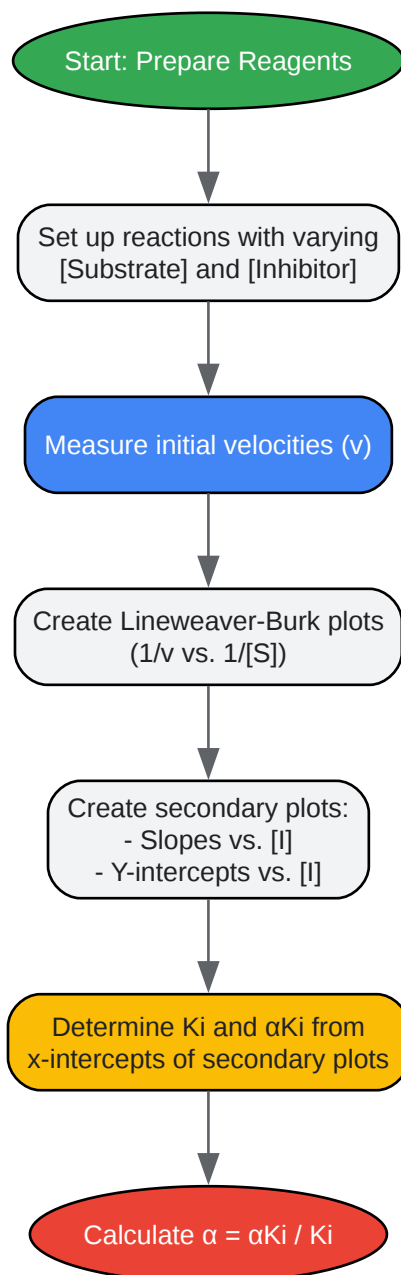 Start: Prepare Reagents
Set up reactions with varying
[Substrate] and [Inhibitor]
Measure initial velocities (v)
Create Lineweaver-Burk plots
(1/v vs. 1/[S])
Create secondary plots:
- Slopes vs. [I]
- Y-intercepts vs. [I]
Determine Ki and αKi from
x-intercepts of secondary plots
Calculate α = αKi / Ki